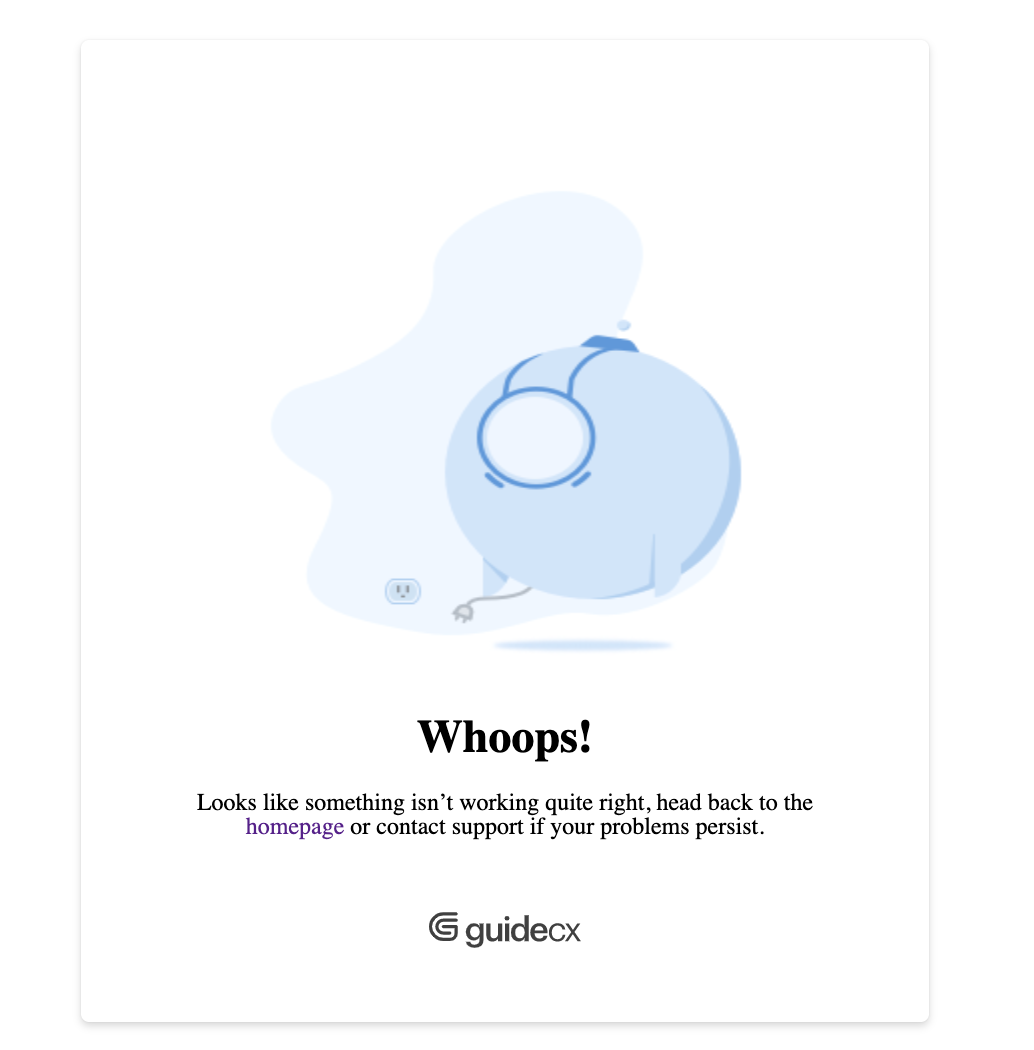 Whoops!
Looks like something isn’t working quite right, head back to the
homepage or contact support if your problems persist.
guidecx